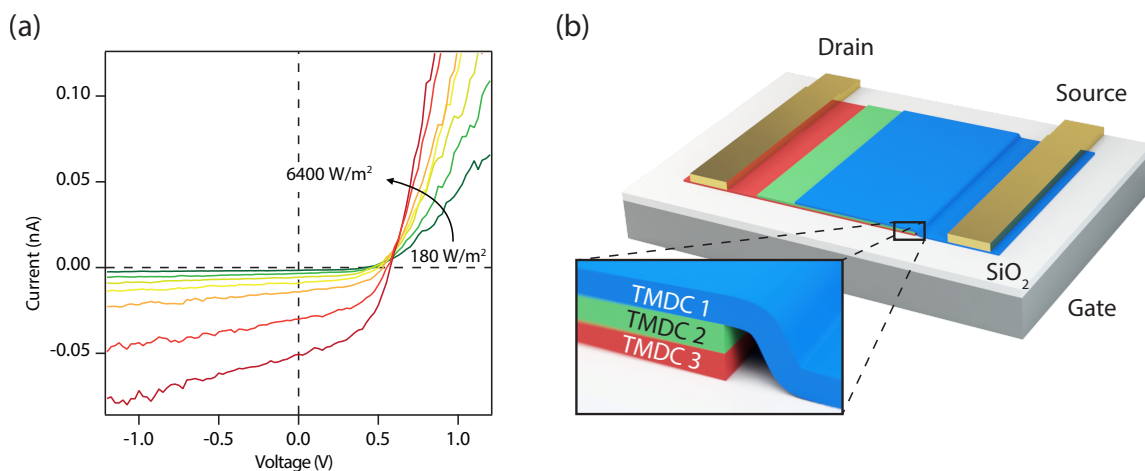 (a)
Current (nA)
0.10
0.05
0.00
-0.05
6400 W/m²
180 W/m²
-1.0
-0.5
0.0
0.5
1.0
Voltage (V)
(b)
Drain
Source
SiO₂
Gate
TMDC 1
TMDC 2
TMDC 3